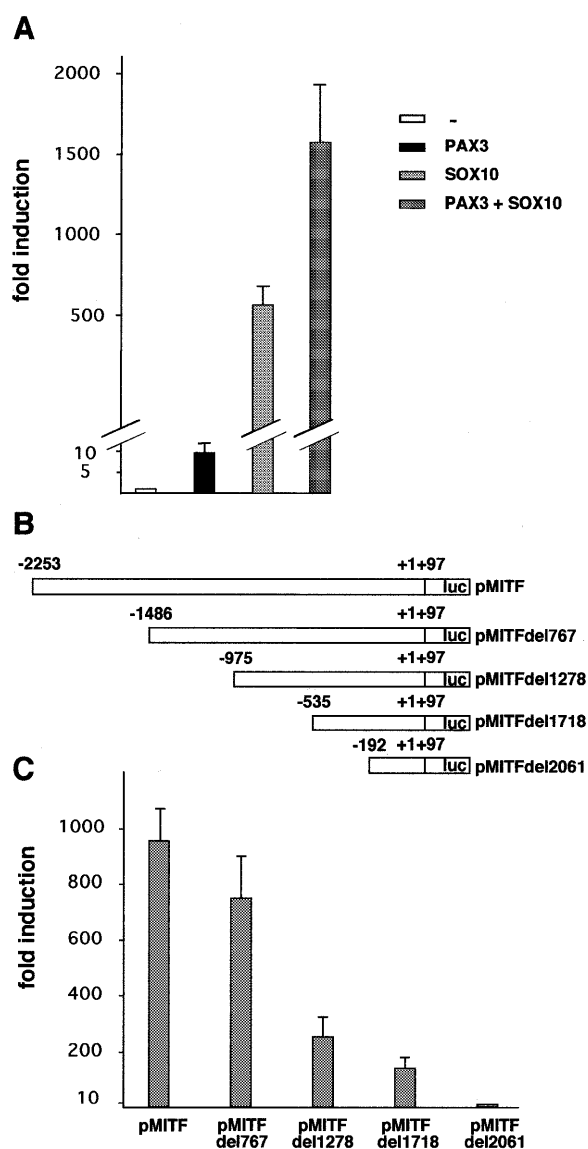 A
fold induction
2000
1500
1000
500
10
5
-
PAX3
SOX10
PAX3 + SOX10
B
-2253 +1+97
luc pMITF
-1486 +1+97
luc pMITFdel767
-975 +1+97
luc pMITFdel1278
-535 +1+97
luc pMITFdel1718
-192 +1+97
luc pMITFdel2061
C
fold induction
1000
800
600
400
200
10
pMITF pMITF pMITF pMITF pMITF
del767 del1278 del1718 del2061